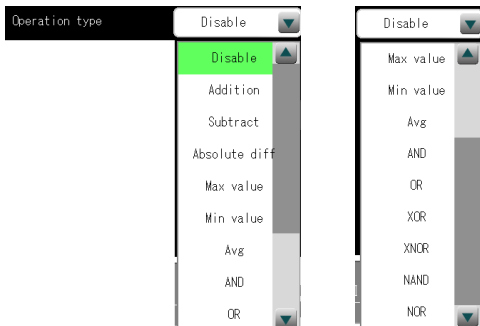 Operation type
Disable
Disable
Addition
Subtract
Absolute diff
Max value
Min value
Avg
AND
OR
Disable
Max value
Min value
Avg
AND
OR
XOR
XNOR
NAND
NOR